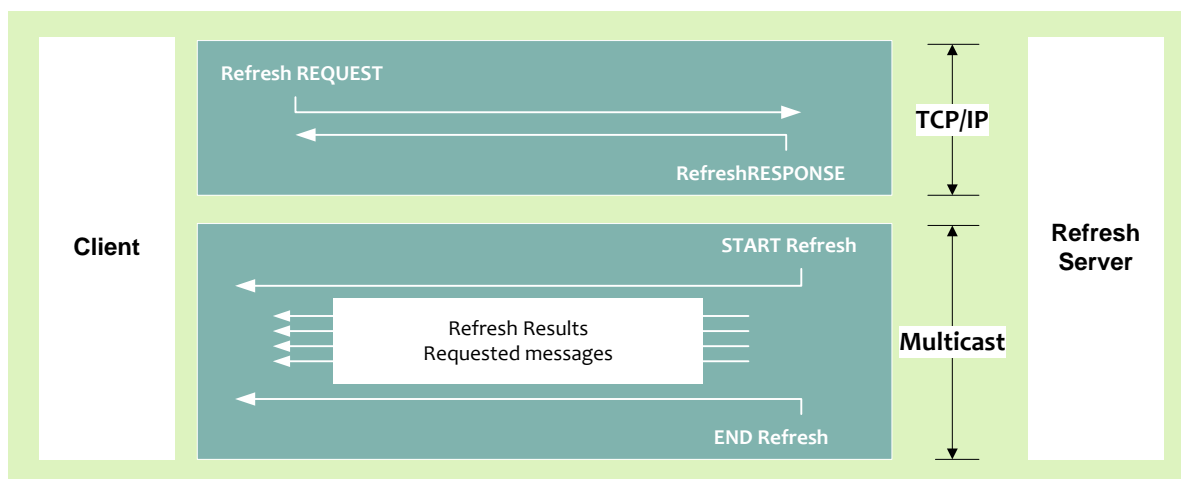 Refresh REQUEST
TCP/IP
RefreshRESPONSE
Client
START Refresh
Refresh
Server
Refresh Results
Requested messages
Multicast
END Refresh